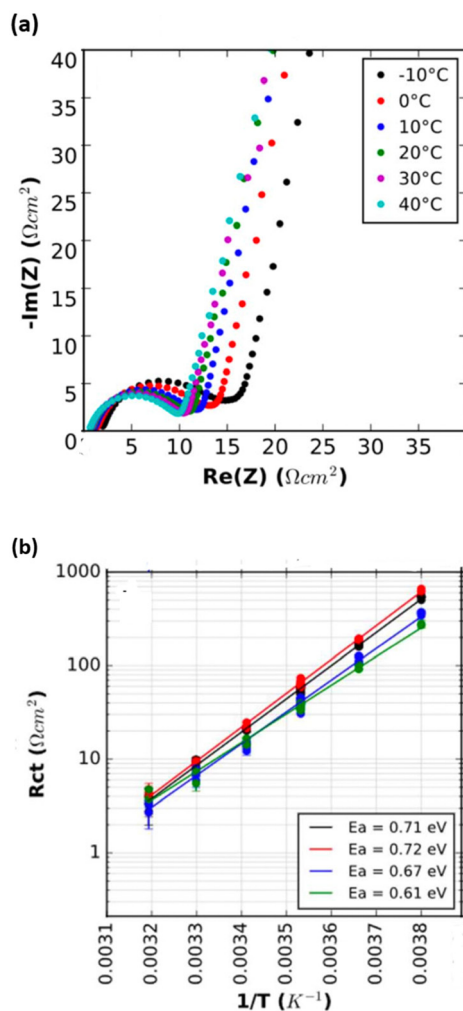 (a)
40
35
30
25
20
15
10
5
0
-Im(Z) (Ωcm²)
-10°C
0°C
10°C
20°C
30°C
40°C
5 10 15 20 25 30 35
Re(Z) (Ωcm²)
(b)
1000
100
10
1
Rct (Ωcm²)
Ea = 0.71 eV
Ea = 0.72 eV
Ea = 0.67 eV
Ea = 0.61 eV
0.0031 0.0032 0.0033 0.0034 0.0035 0.0036 0.0037 0.0038
1/T (K⁻¹)